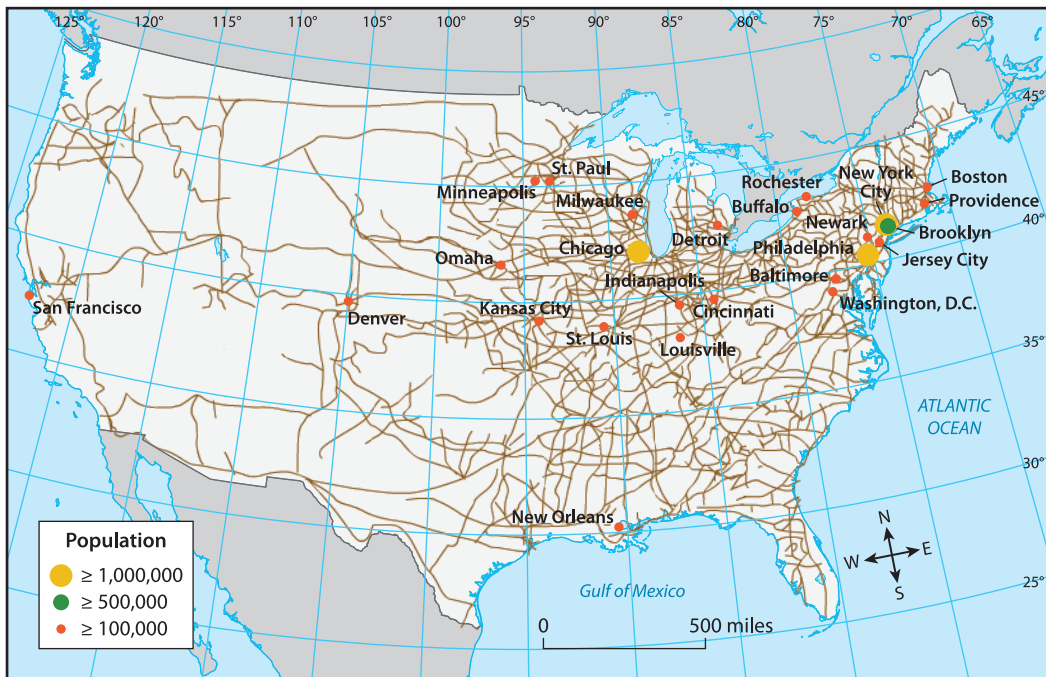 125°
120°
115°
110°
105°
100°
95°
90°
85°
80°
75°
70°
65°
45°
40°
35°
30°
25°
St. Paul
Minneapolis
Milwaukee
Chicago
Detroit
Rochester
Buffalo
New York
City
Boston
Providence
Newark
Brooklyn
Philadelphia
Jersey City
Baltimore
Washington, D.C.
Omaha
Indianapolis
Cincinnati
San Francisco
Denver
Kansas City
St. Louis
Louisville
New Orleans
ATLANTIC
OCEAN
Gulf of Mexico
N
W
E
S
0
500 miles
Population
≥ 1,000,000
≥ 500,000
≥ 100,000